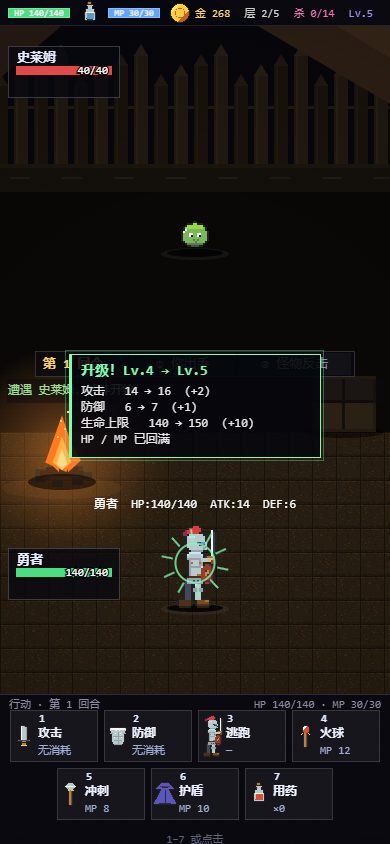 HP 140/140 MP 30/30 金 268 层 2/5 杀 0/14 Lv.5
史莱姆
40/40
第 1
遭遇 史莱姆
升级! Lv.4 → Lv.5
攻击 14 → 16 (+2)
防御 6 → 7 (+1)
生命上限 140 → 150 (+10)
HP / MP 已回满
勇者 HP:140/140 ATK:14 DEF:6
勇者
140/140
行动 · 第 1 回合 HP 140/140 · MP 30/30
1 攻击 无消耗
2 防御 无消耗
3 逃跑 —
4 火球 MP 12
5 冲刺 MP 8
6 护盾 MP 10
7 用药 ×0
1-7 或点击